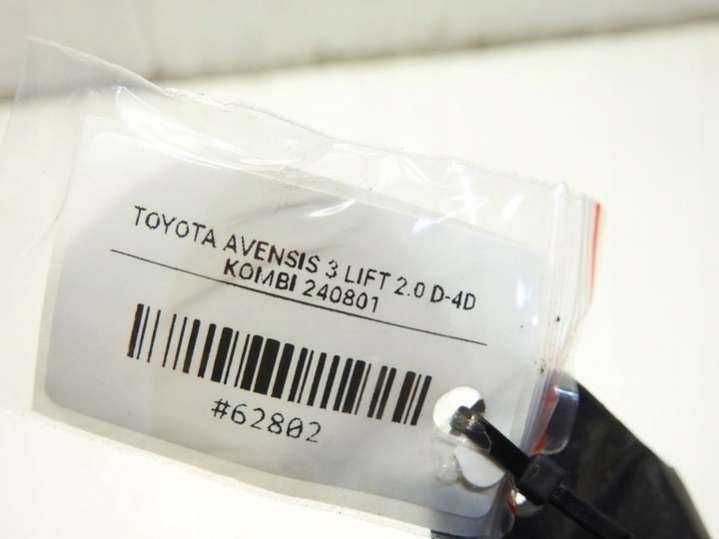 TOYOTA AVENSIS 3 LIFT 2.0 D-4D
KOMBI 240801
#62802